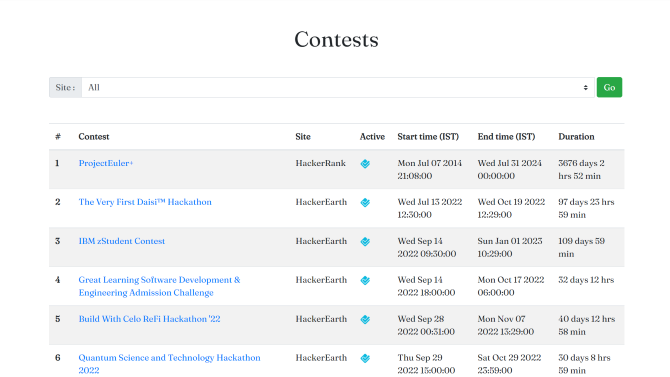 Contests
Site : All Go
# Contest Site Active Start time (IST) End time (IST) Duration
1 ProjectEuler+ HackerRank Mon Jul 07 2014 Wed Jul 31 2024 3676 days 2
21:08:00 00:00:00 hrs 52 min
2 The Very First Daisi™ Hackathon HackerEarth Wed Jul 13 2022 Wed Oct 19 2022 97 days 23 hrs
12:30:00 12:29:00 59 min
3 IBM zStudent Contest HackerEarth Wed Sep 14 Sun Jan 01 2023 109 days 59
2022 09:30:00 10:29:00 min
4 Great Learning Software Development & HackerEarth Wed Sep 14 Mon Oct 17 2022 32 days 12 hrs
Engineering Admission Challenge 2022 18:00:00 06:00:00
5 Build With Celo ReFi Hackathon '22 HackerEarth Wed Sep 28 Mon Nov 07 40 days 12 hrs
2022 00:31:00 2022 13:29:00 58 min
6 Quantum Science and Technology Hackathon HackerEarth Thu Sep 29 Sat Oct 29 2022 30 days 8 hrs
2022 2022 15:00:00 23:59:00 59 min